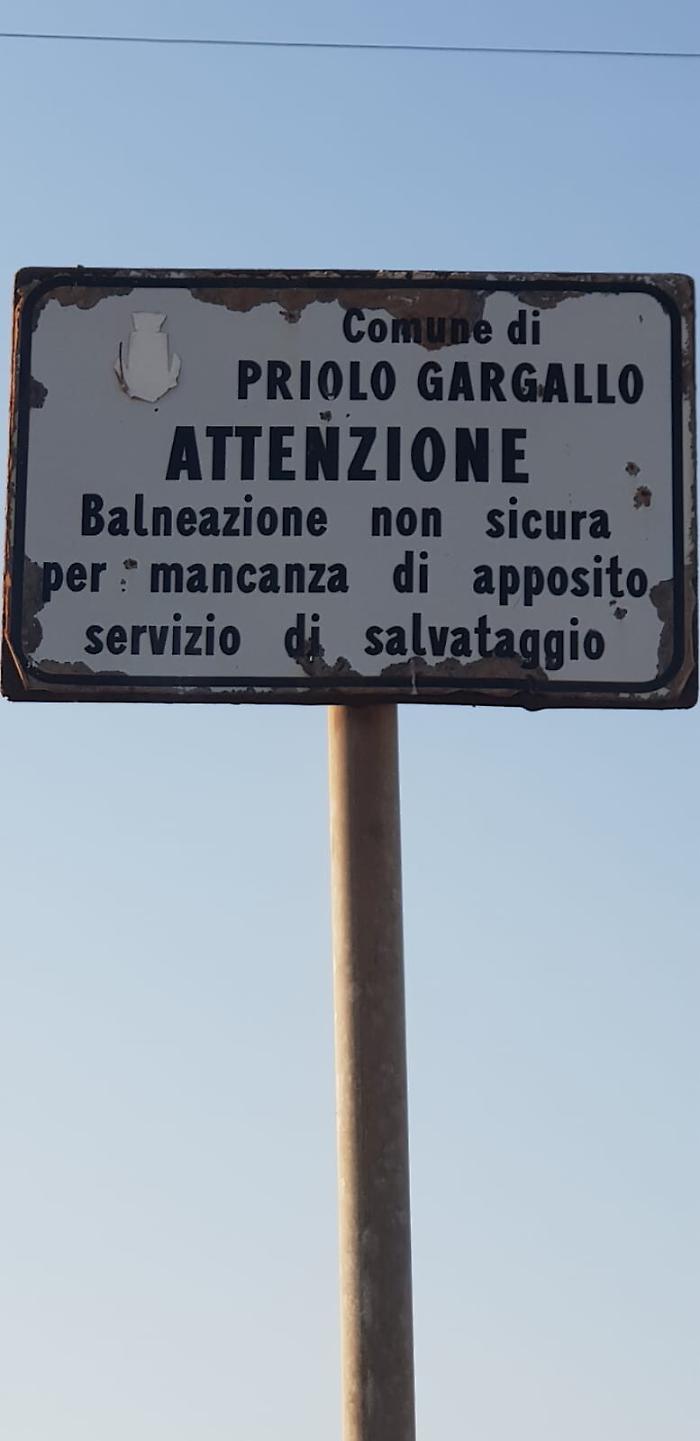 Comune di
PRIOLO GARGALLO
ATTENZIONE
Balneazione non sicura
per mancanza di apposito
servizio di salvataggio